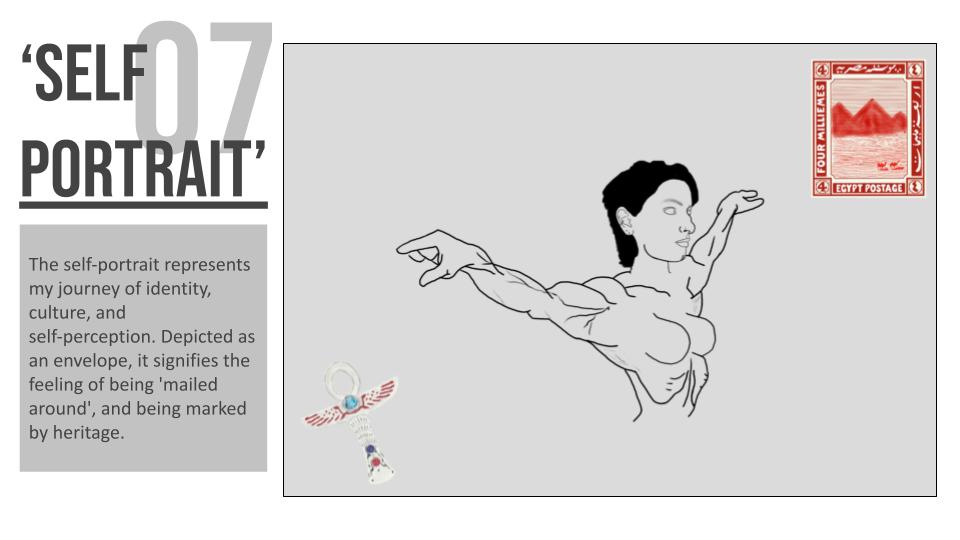 07
‘SELF
PORTRAIT’
The self-portrait represents
my journey of identity,
culture, and
self-perception. Depicted as
an envelope, it signifies the
feeling of being 'mailed
around', and being marked
by heritage.
4
4
FOUR MILLIEMES
4
EGYPT POSTAGE